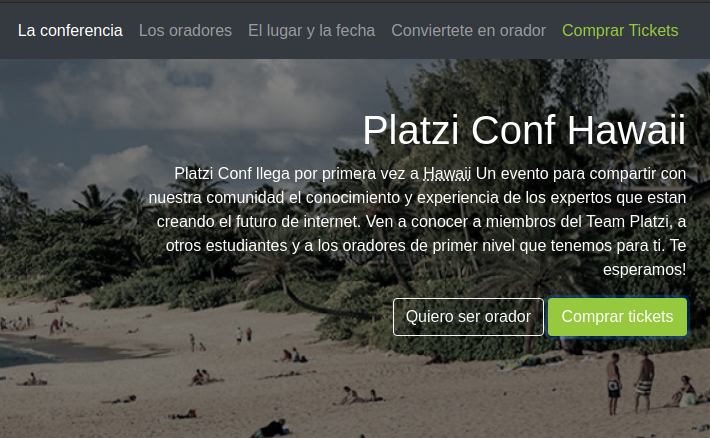 La conferencia Los oradores El lugar y la fecha Conviertete en orador Comprar Tickets
Platzi Conf Hawaii
Platzi Conf llega por primera vez a Hawaii Un evento para compartir con
nuestra comunidad el conocimiento y experiencia de los expertos que estan
creando el futuro de internet. Ven a conocer a miembros del Team Platzi, a
otros estudiantes y a los oradores de primer nivel que tenemos para ti. Te
esperamos!
Quiero ser orador Comprar tickets